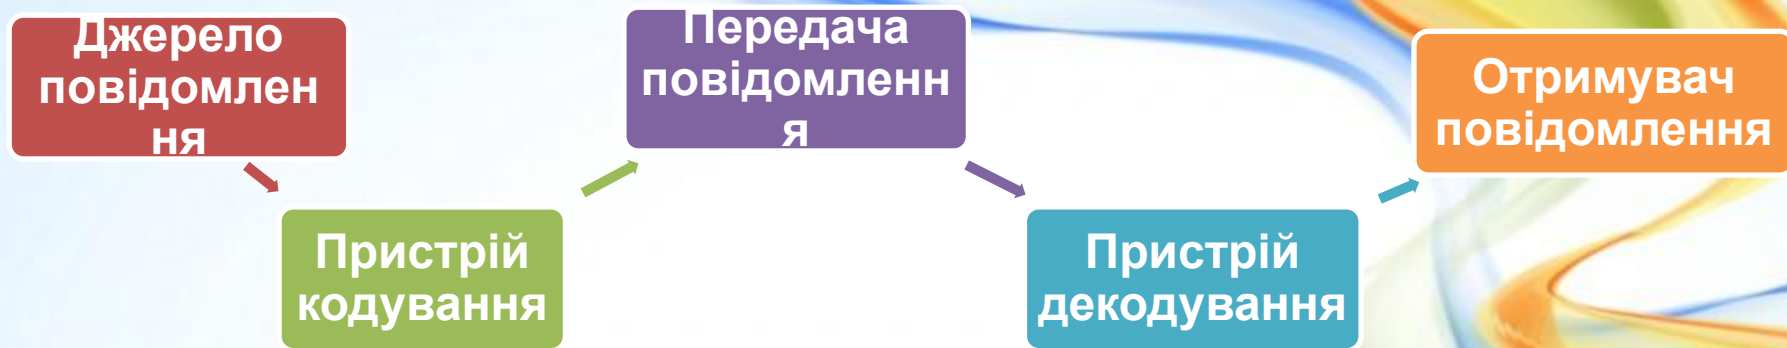 Джерело
повідомлен
ня
Пристрій
кодування
Передача
повідомленн
я
Пристрій
декодування
Отримувач
повідомлення